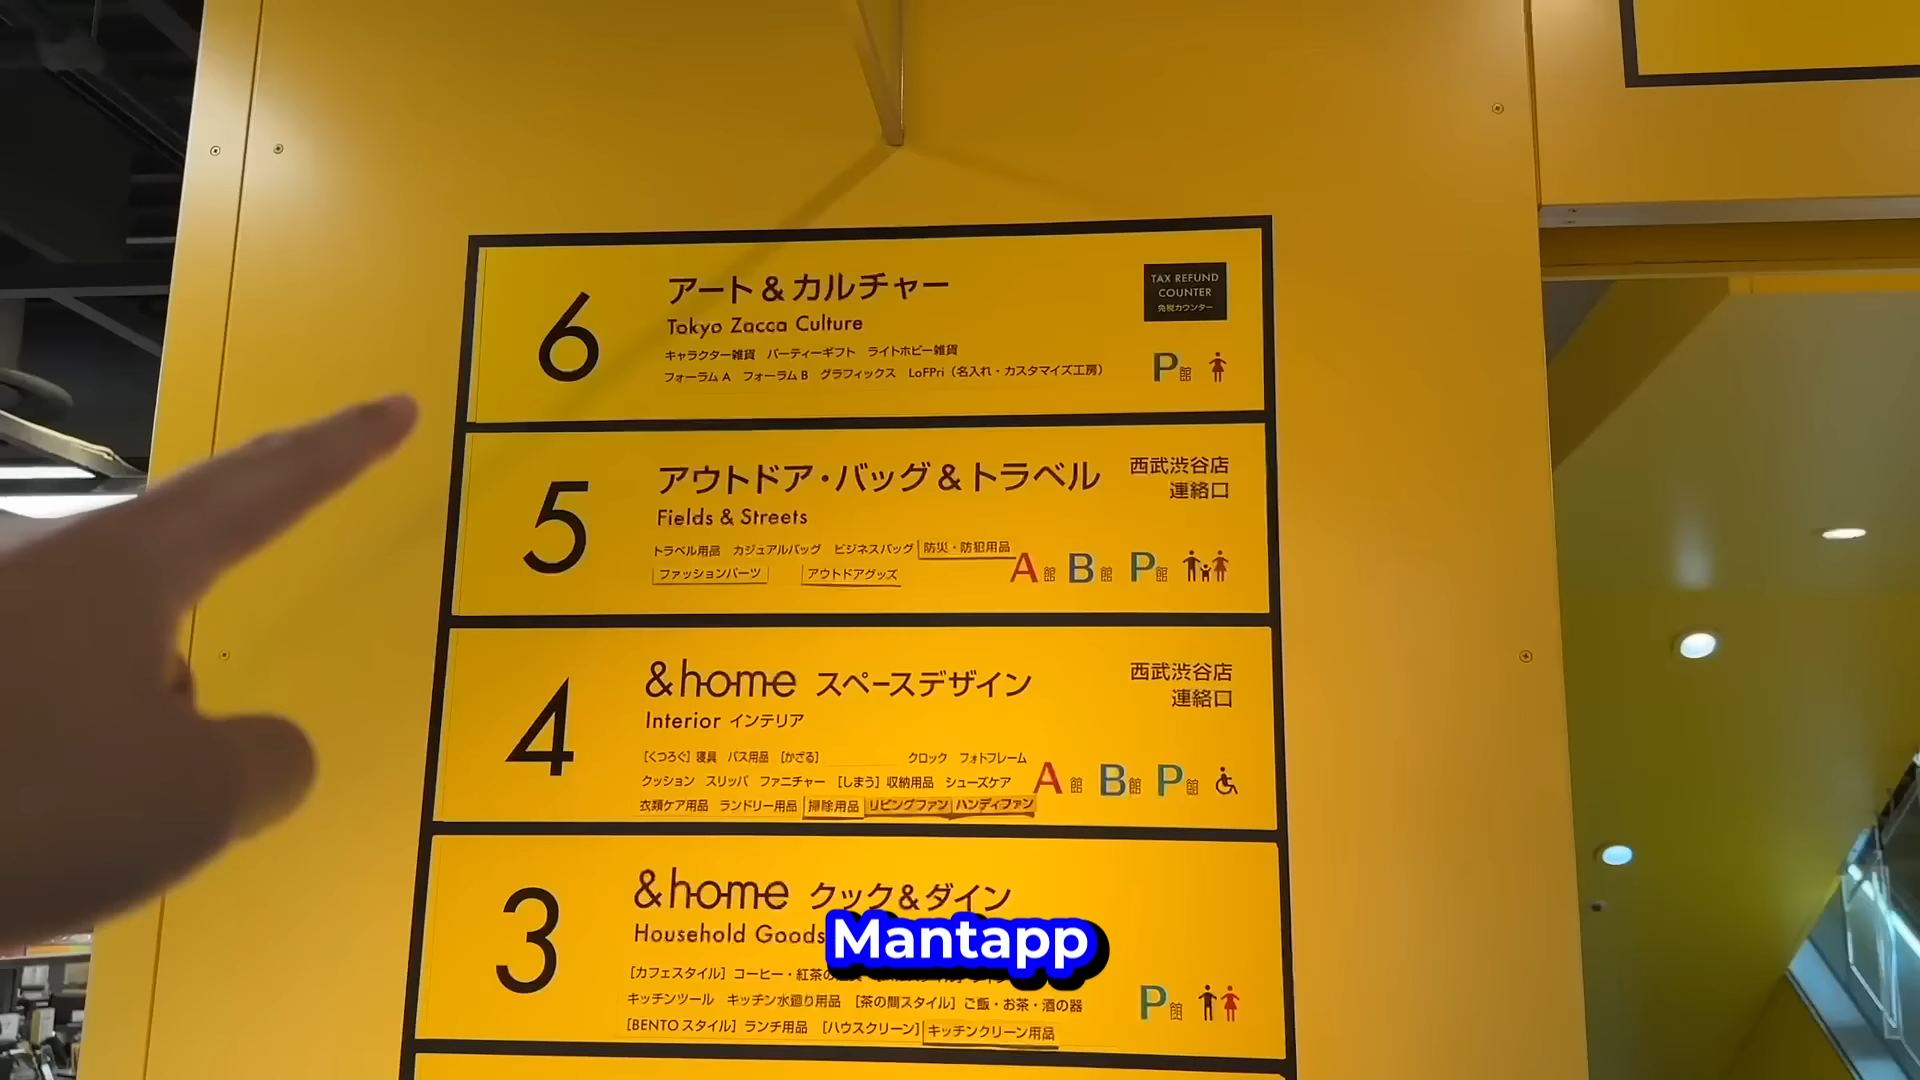 6
アート&カルチャー
Tokyo Zacca Culture
キャラクター雑貨 パーティーギフト ライトホビー雑貨
フォーラム A フォーラム B グラフィックス LoFPri（名入れ・カスタマイズ工房）
TAX REFUND
COUNTER
免税カウンター
P館
5
アウトドア・バッグ&トラベル
Fields & Streets
トラベル用品 カジュアルバッグ ビジネスバッグ 防災・防犯用品
ファッションパーツ アウトドアグッズ
西武渋谷店
連絡口
A館 B館 P館
4
&home スペースデザイン
Interior インテリア
［くつろぐ］寝具 バス用品 ［かざる］ クロック フォトフレーム
クッション スリッパ ファニチャー ［しまう］収納用品 シューズケア
衣類ケア用品 ランドリー用品 掃除用品 リビングファン ハンディファン
西武渋谷店
連絡口
A館 B館 P館
3
&home クック&ダイン
Household Goods
［カフェスタイル］コーヒー・紅茶の
キッチンツール キッチン水廻り用品 ［茶の間スタイル］ご飯・お茶・酒の器
［BENTOスタイル］ランチ用品 ［ハウスクリーン］キッチンクリーン用品
P館
Mantapp